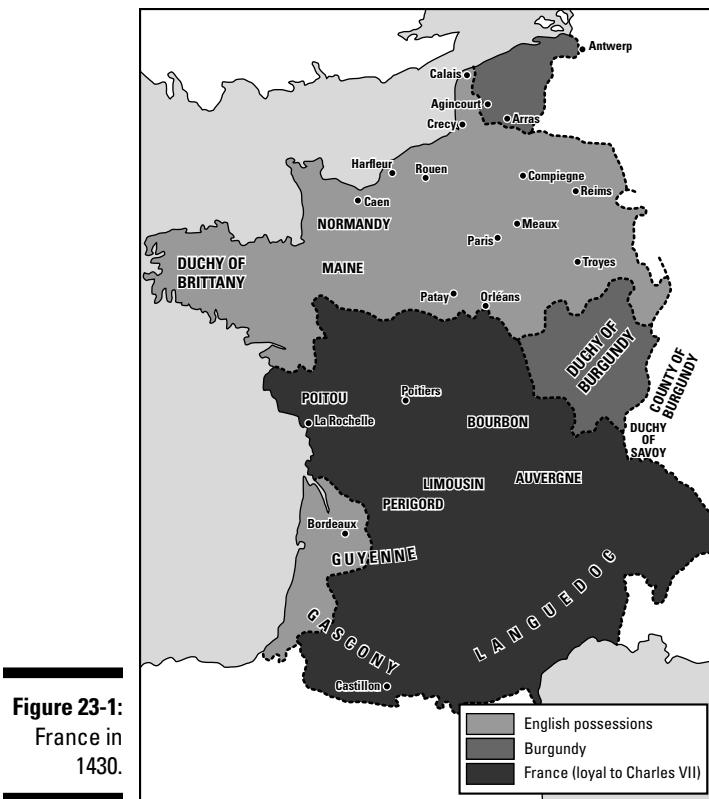 Antwerp
Calais
Agincourt
Arras
Crecy
Harfleur
Rouen
Compiegne
Reims
Caen
NORMANDY
Meaux
Paris
DUCHY OF
BRITTANY
MAINE
Troyes
Patay
Orléans
DUCHY OF
BURGUNDY
COUNTY OF
BURGUNDY
POITOU
Poitiers
La Rochelle
BOURBON
DUCHY
OF
SAVOY
LIMOUSIN
AUVERGNE
PERIGORD
Bordeaux
GUYENNE
GASCONY
LANGUEDOC
Castillon
Figure 23-1:
France in
1430.
English possessions
Burgundy
France (loyal to Charles VII)